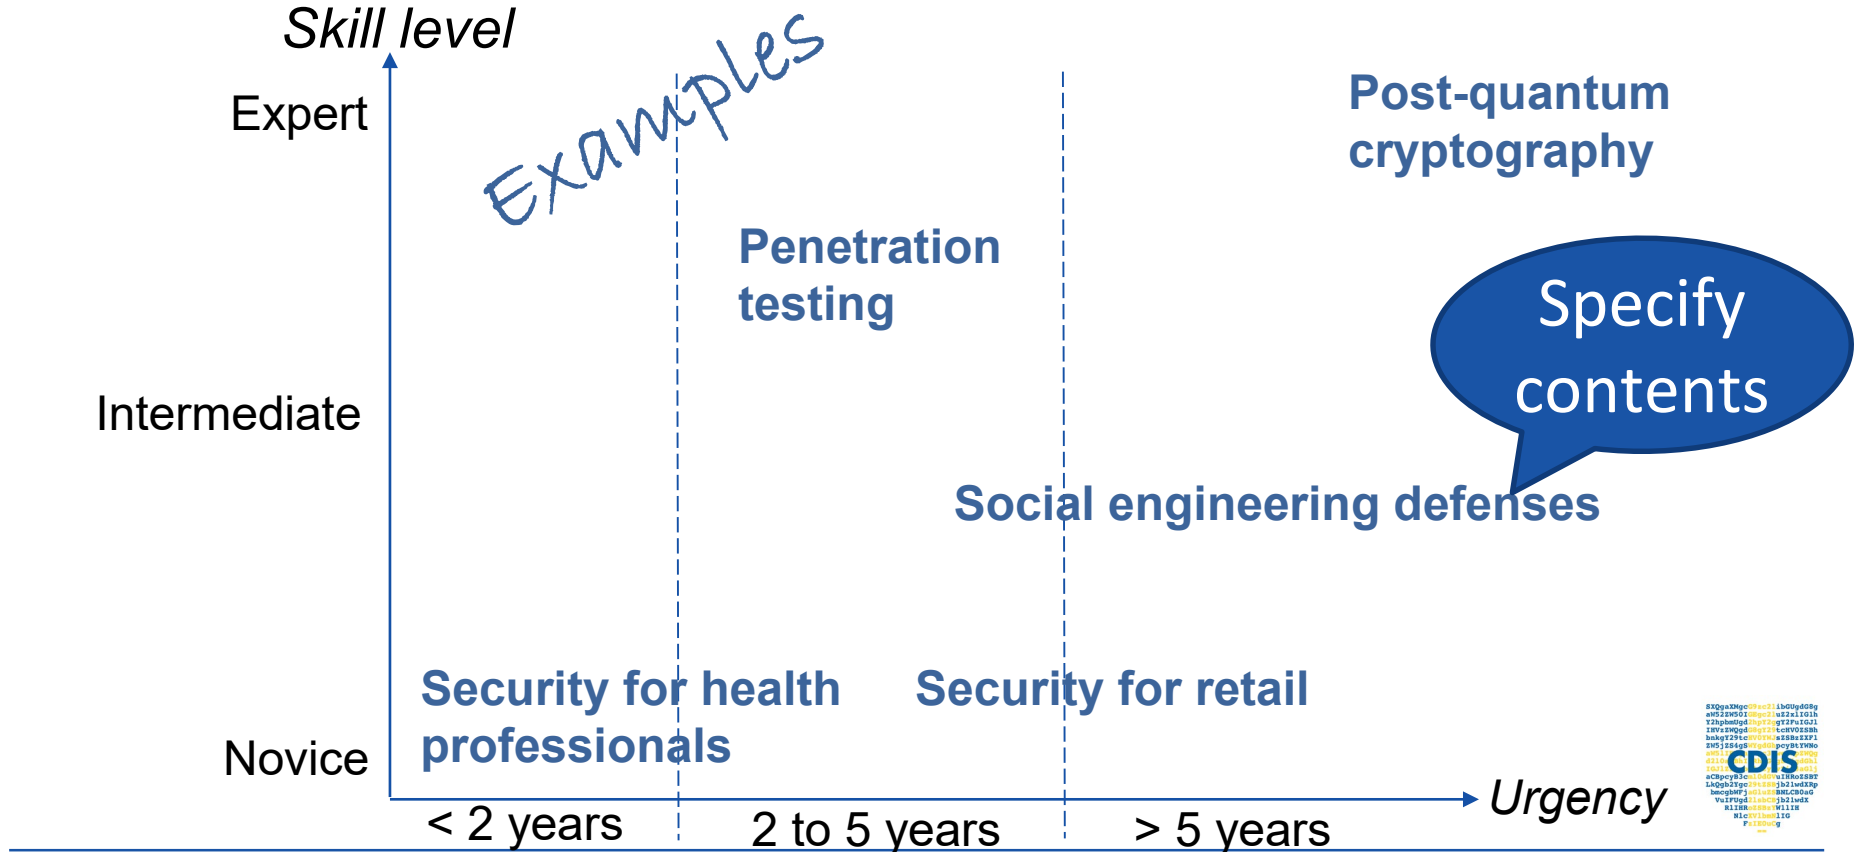 Skill level
Examples
Expert
Post-quantum
cryptography
Penetration
testing
Specify
contents
Intermediate
Social engineering defenses
Security for health
professionals
Security for retail
Novice
CDIS
Urgency
< 2 years
2 to 5 years
> 5 years